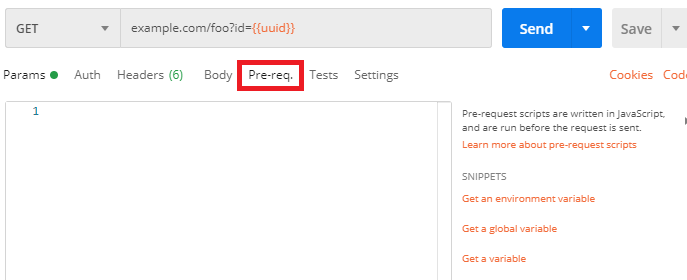 GET example.com/foo?id={{uuid}} Send Save
Params Auth Headers (6) Body Pre-req. Tests Settings Cookies Code
1
Pre-request scripts are written in JavaScript,
and are run before the request is sent.
Learn more about pre-request scripts
SNIPPETS
Get an environment variable
Get a global variable
Get a variable